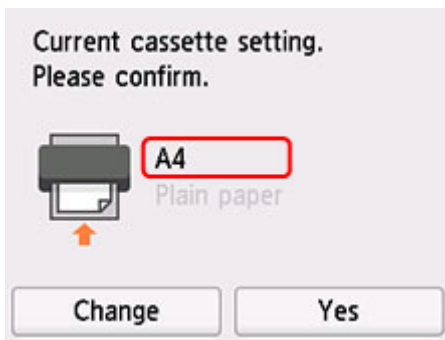 Current cassette setting.
Please confirm.
A4
Plain paper
Change
Yes